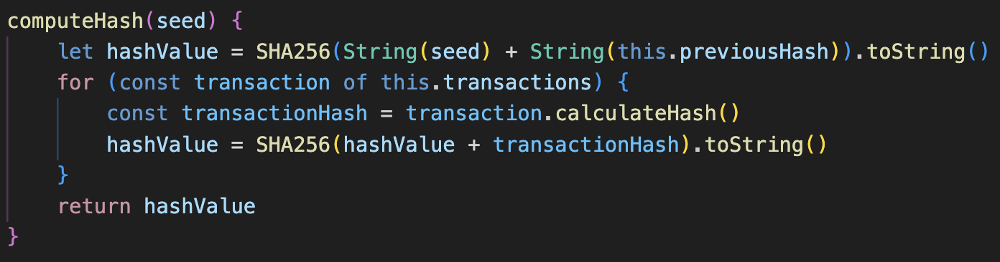 computeHash(seed) {
    let hashValue = SHA256(String(seed) + String(this.previousHash)).toString()
    for (const transaction of this.transactions) {
        const transactionHash = transaction.calculateHash()
        hashValue = SHA256(hashValue + transactionHash).toString()
    }
    return hashValue
}